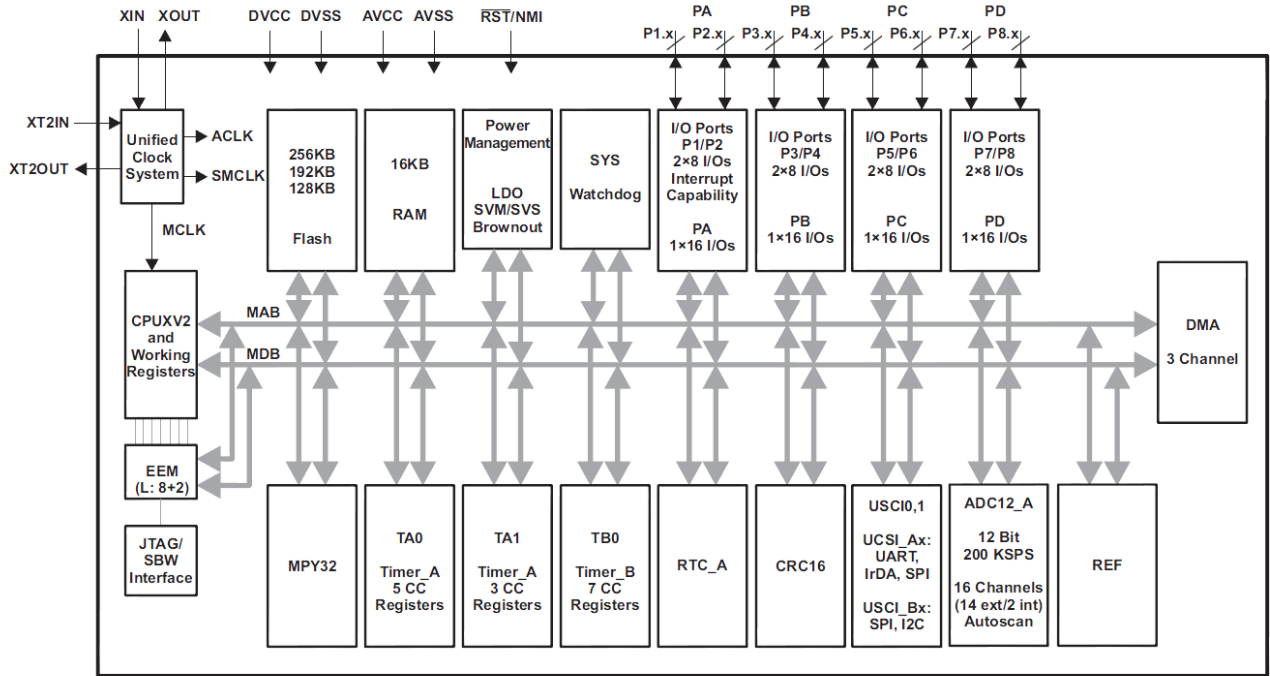 XIN XOUT DVCC DVSS AVCC AVSS RST/NMI PA PB PC PD
P1.x P2.x P3.x P4.x P5.x P6.x P7.x P8.x
XT2IN
XT2OUT
Unified
Clock
System
ACLK
SMCLK
MCLK
256KB
192KB
128KB
Flash
16KB
RAM
Power
Management
LDO
SVM/SVS
Brownout
SYS
Watchdog
I/O Ports
P1/P2
2×8 I/Os
Interrupt
Capability
PA
1×16 I/Os
I/O Ports
P3/P4
2×8 I/Os
PB
1×16 I/Os
I/O Ports
P5/P6
2×8 I/Os
PC
1×16 I/Os
I/O Ports
P7/P8
2×8 I/Os
PD
1×16 I/Os
CPUXV2
and
Working
Registers
MAB
MDB
DMA
3 Channel
EEM
(L: 8+2)
JTAG/
SBW
Interface
MPY32
TA0
Timer_A
5 CC
Registers
TA1
Timer_A
3 CC
Registers
TB0
Timer_B
7 CC
Registers
RTC_A
CRC16
USCI0,1
UCSI_Ax:
UART,
IrDA, SPI
USCI_Bx:
SPI, I2C
ADC12_A
12 Bit
200 KSPS
16 Channels
(14 ext/2 int)
Autoscan
REF